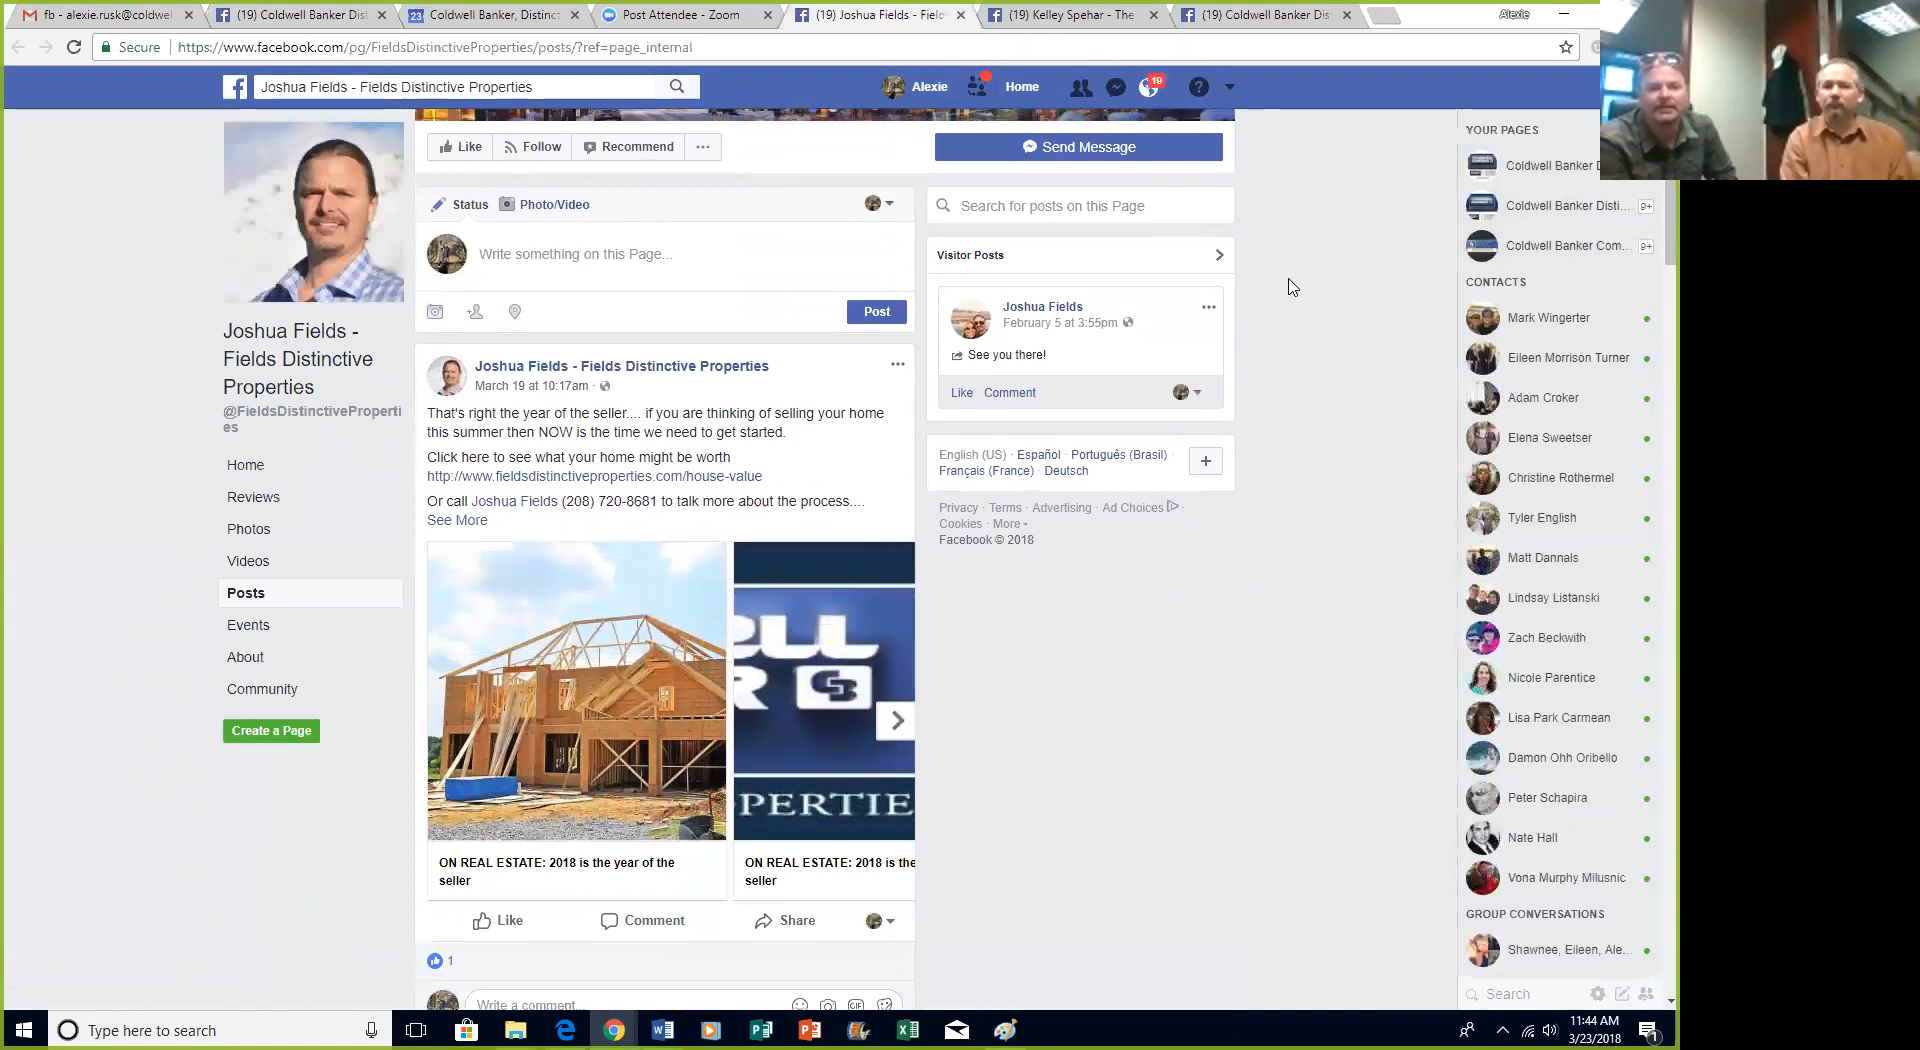 fb - alexie.rusk@coldwel
(19) Coldwell Banker Dist
23 Coldwell Banker, Distinct
Post Attendee - Zoom
(19) Joshua Fields - Field
(19) Kelley Spehar - The
(19) Coldwell Banker Dist
Alexie
Secure
https://www.facebook.com/pg/FieldsDistinctiveProperties/posts/?ref=page_internal
Joshua Fields - Fields Distinctive Properties
Alexie
Home
19
Joshua Fields -
Fields Distinctive
Properties
@FieldsDistinctiveProperti
es
Home
Reviews
Photos
Videos
Posts
Events
About
Community
Create a Page
Like
Follow
Recommend
Send Message
Status
Photo/Video
Write something on this Page...
Post
Joshua Fields - Fields Distinctive Properties
March 19 at 10:17am ·
That's right the year of the seller.... if you are thinking of selling your home
this summer then NOW is the time we need to get started.
Click here to see what your home might be worth
http://www.fieldsdistinctiveproperties.com/house-value
Or call Joshua Fields (208) 720-8681 to talk more about the process....
See More
LL
R CB
PERTIE
ON REAL ESTATE: 2018 is the year of the
seller
ON REAL ESTATE: 2018 is the
seller
Like
Comment
Share
1
Write a comment...
GIF
Search for posts on this Page
Visitor Posts
Joshua Fields
February 5 at 3:55pm
See you there!
Like Comment
English (US) · Español · Português (Brasil) ·
Français (France) · Deutsch
Privacy · Terms · Advertising · Ad Choices ·
Cookies · More
Facebook © 2018
YOUR PAGES
Coldwell Banker D
Coldwell Banker Disti... 9+
Coldwell Banker Com... 9+
CONTACTS
Mark Wingerter
Eileen Morrison Turner
Adam Croker
Elena Sweetser
Christine Rothermel
Tyler English
Matt Dannals
Lindsay Listanski
Zach Beckwith
Nicole Parentice
Lisa Park Carmean
Damon Ohh Oribello
Peter Schapira
Nate Hall
Vona Murphy Milusnic
GROUP CONVERSATIONS
Shawnee, Eileen, Ale...
Search
Type here to search
11:44 AM
3/23/2018
1